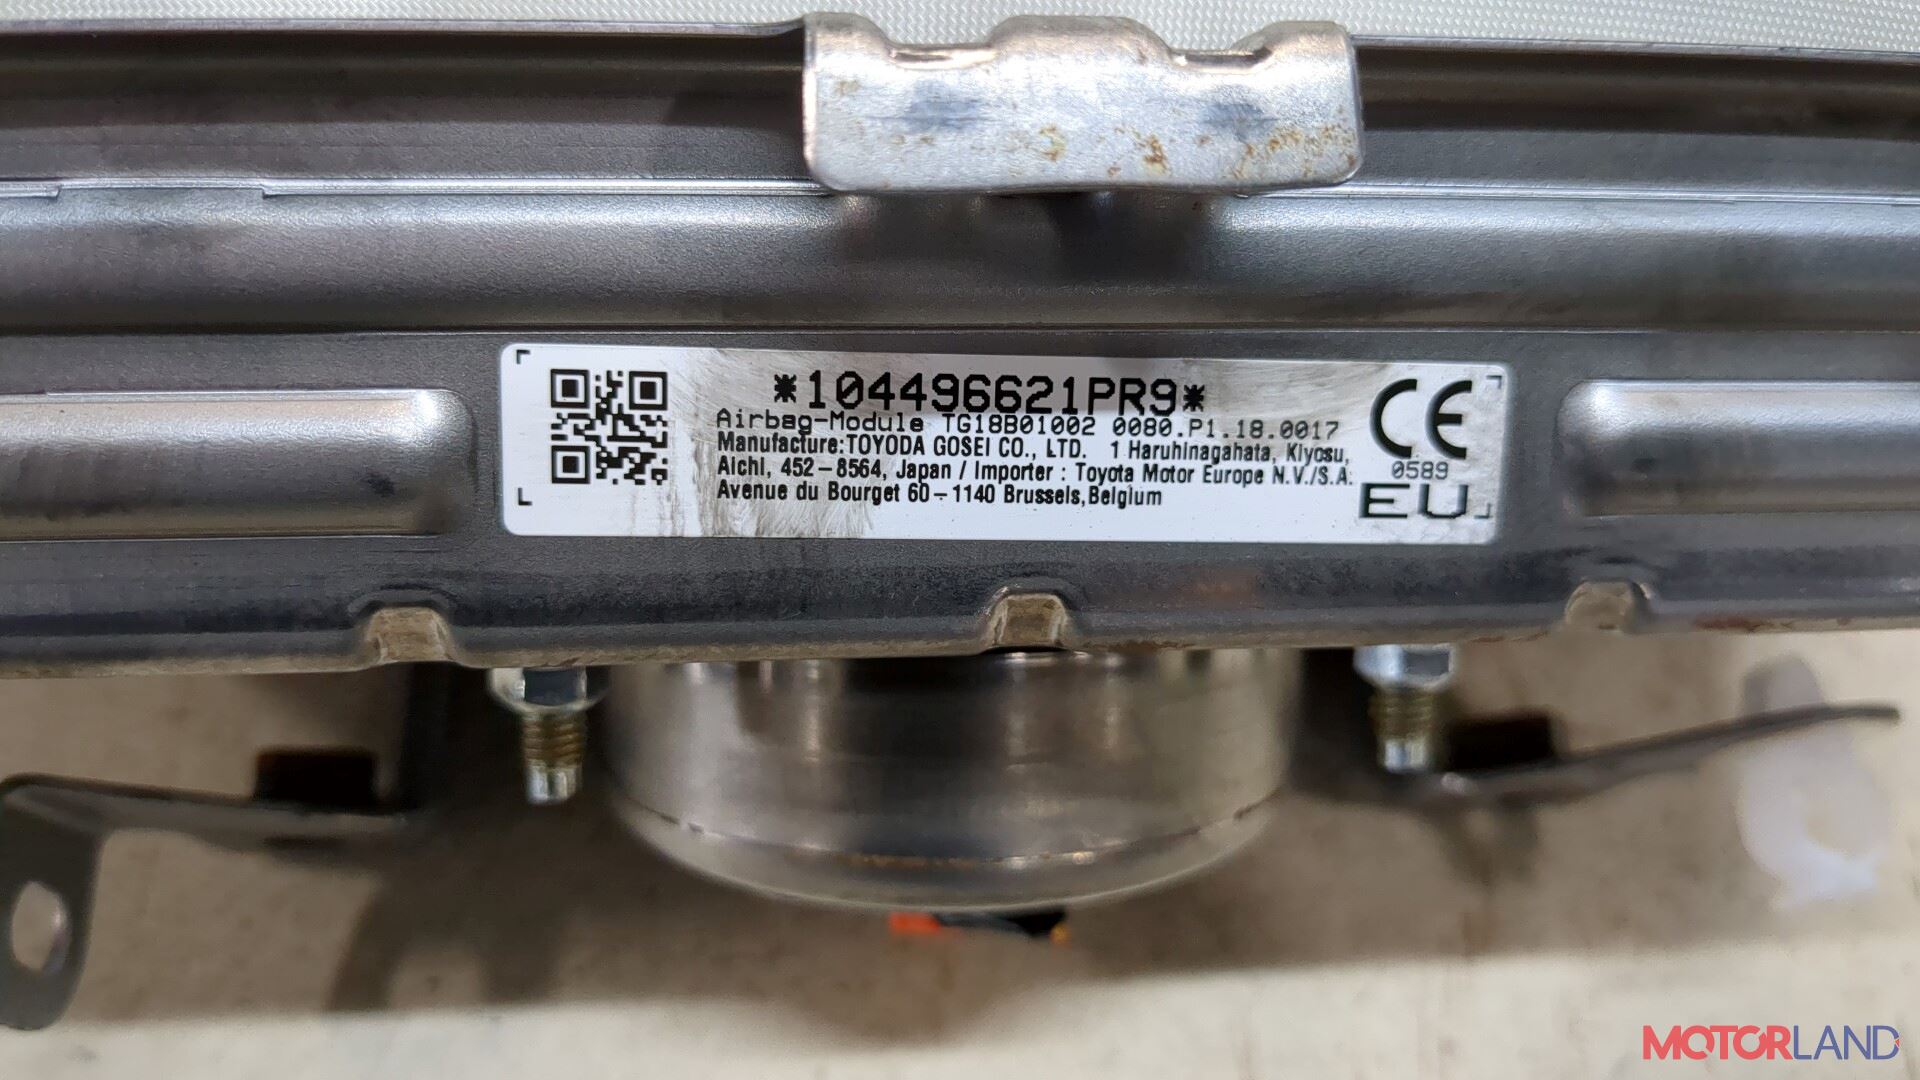 *104496621PR9*
Airbag-Module TG18B01002 0080.P1.18.0017
Manufacture:TOYODA GOSEI CO., LTD. 1 Haruhinagahata, Kiyosu,
Aichi, 452-8564, Japan / Importer : Toyota Motor Europe N.V./S.A.
Avenue du Bourget 60-1140 Brussels,Belgium
CE
0589
EU
MOTORLAND